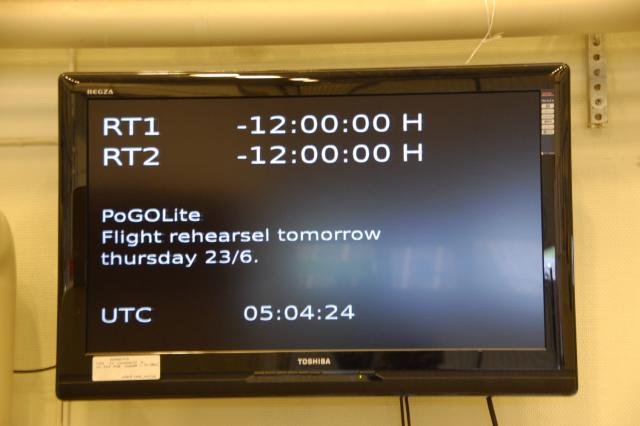 REGZA
RT1 -12:00:00 H
RT2 -12:00:00 H
PoGOLite
Flight rehearsel tomorrow
thursday 23/6.
UTC 05:04:24
TOSHIBA